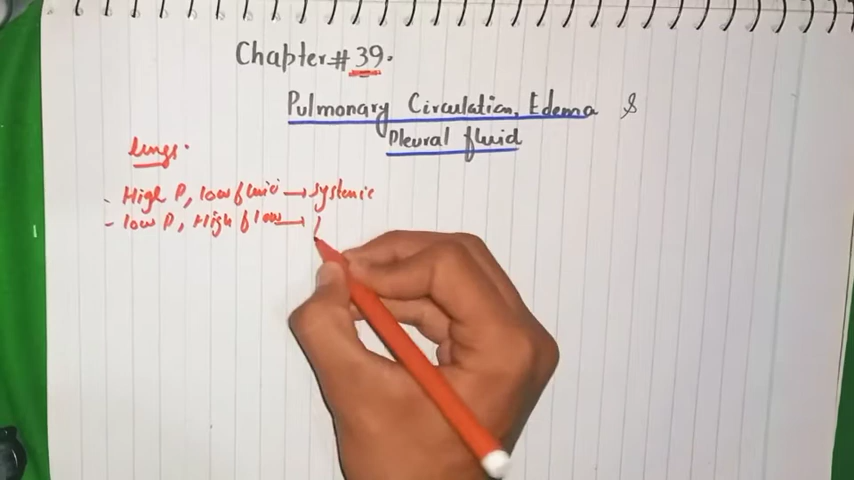 Chapter # 39.
Pulmonary Circulation, Edema &
Pleural fluid
lungs.
- High P, low fluid → systemic
- low P, High flow →